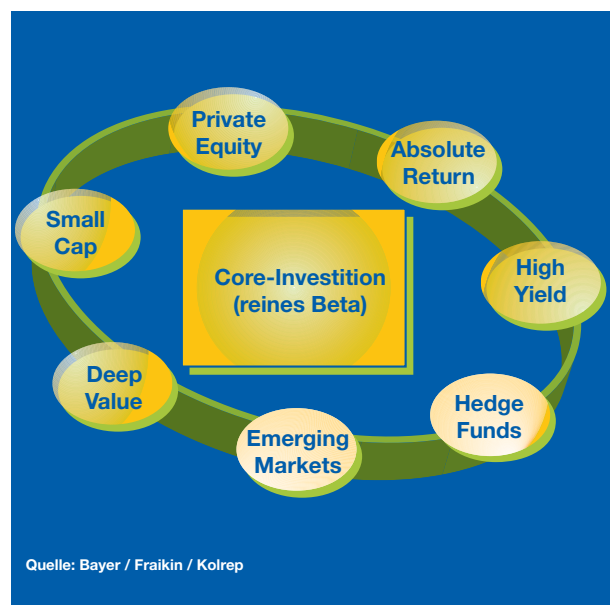 Private
Equity
Absolute
Return
Small
Cap
Core-Investition
(reines Beta)
High
Yield
Deep
Value
Hedge
Funds
Emerging
Markets
Quelle: Bayer / Fraikin / Kolrep